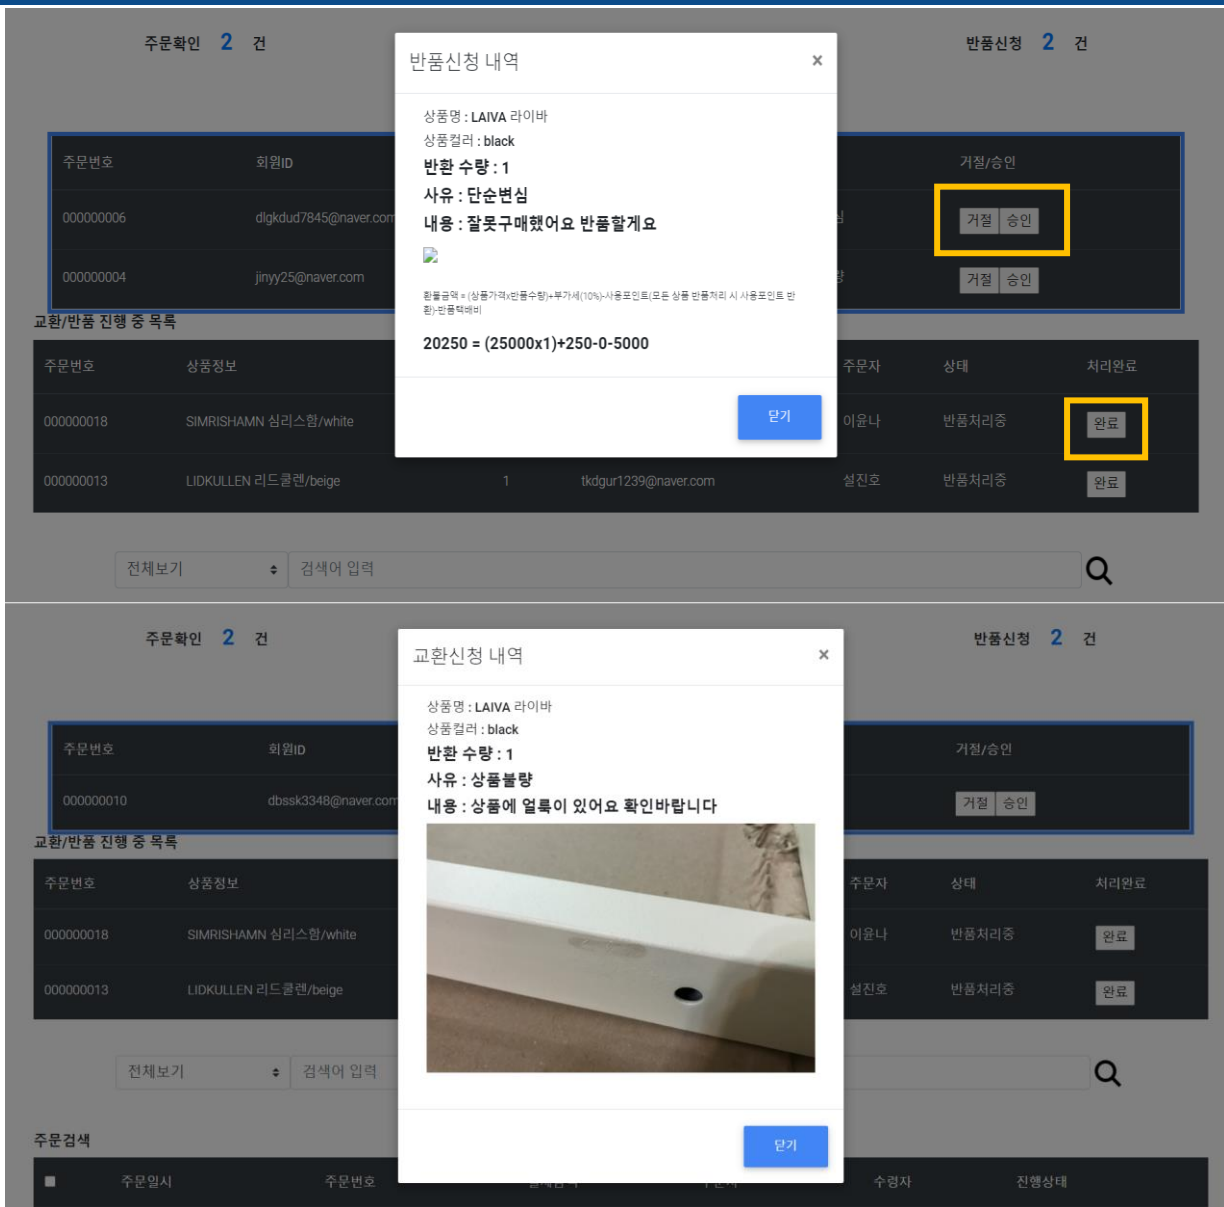 주문확인 2 건
반품신청 2 건
반품신청 내역 ×
상품명 : LAIVA 라이바
상품컬러 : black
반환 수량 : 1
사유 : 단순변심
내용 : 잘못구매했어요 반품할게요
환불금액 = (상품가격x반품수량)+부가세(10%)-사용포인트(모든 상품 반품처리 시 사용포인트 반
환)-반품택배비
20250 = (25000x1)+250-0-5000
닫기
주문번호 회원ID 거절/승인
000000006 dlgkdud7845@naver.com 심 거절 승인
000000004 jinyy25@naver.com 량 거절 승인
교환/반품 진행 중 목록
주문번호 상품정보 주문자 상태 처리완료
000000018 SIMRISHAMN 심리스함/white 이윤나 반품처리중 완료
000000013 LIDKULLEN 리드쿨렌/beige 1 tkdgur1239@naver.com 설진호 반품처리중 완료
전체보기 검색어 입력
주문확인 2 건
반품신청 2 건
교환신청 내역 ×
상품명 : LAIVA 라이바
상품컬러 : black
반환 수량 : 1
사유 : 상품불량
내용 : 상품에 얼룩이 있어요 확인바랍니다
닫기
주문번호 회원ID 거절/승인
000000010 dbssk3348@naver.com 거절 승인
교환/반품 진행 중 목록
주문번호 상품정보 주문자 상태 처리완료
000000018 SIMRISHAMN 심리스함/white 이윤나 반품처리중 완료
000000013 LIDKULLEN 리드쿨렌/beige 설진호 반품처리중 완료
전체보기 검색어 입력
주문검색
주문일시 주문번호 수령자 진행상태